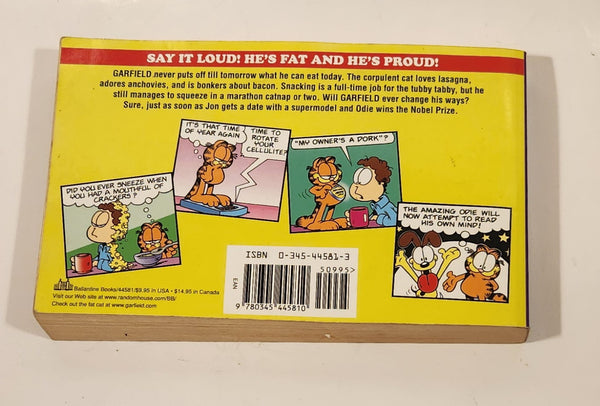 SAY IT LOUD! HE'S FAT AND HE'S PROUD!
GARFIELD never puts off till tomorrow what he can eat today. The corpulent cat loves lasagna,
adores anchovies, and is bonkers about bacon. Snacking is a full-time job for the tubby tabby, but he
still manages to squeeze in a marathon catnap or two. Will GARFIELD ever change his ways?
Sure, just as soon as Jon gets a date with a supermodel and Odie wins the Nobel Prize.
IT'S THAT TIME
OF YEAR AGAIN
TIME TO
ROTATE
YOUR
CELLULITE?
"MY OWNER'S A DORK"?
DID YOU EVER SNEEZE WHEN
YOU HAD A MOUTHFUL OF
CRACKERS?
THE AMAZING ODIE WILL
NOW ATTEMPT TO READ
HIS OWN MIND!
ISBN 0-345-44581-3
50995>
EAN
9 780345 445810
Ballantine Books/44581/$9.95 in USA • $14.95 in Canada
Visit our Web site at www.randomhouse.com/BB/
Check out the fat cat at www.garfield.com